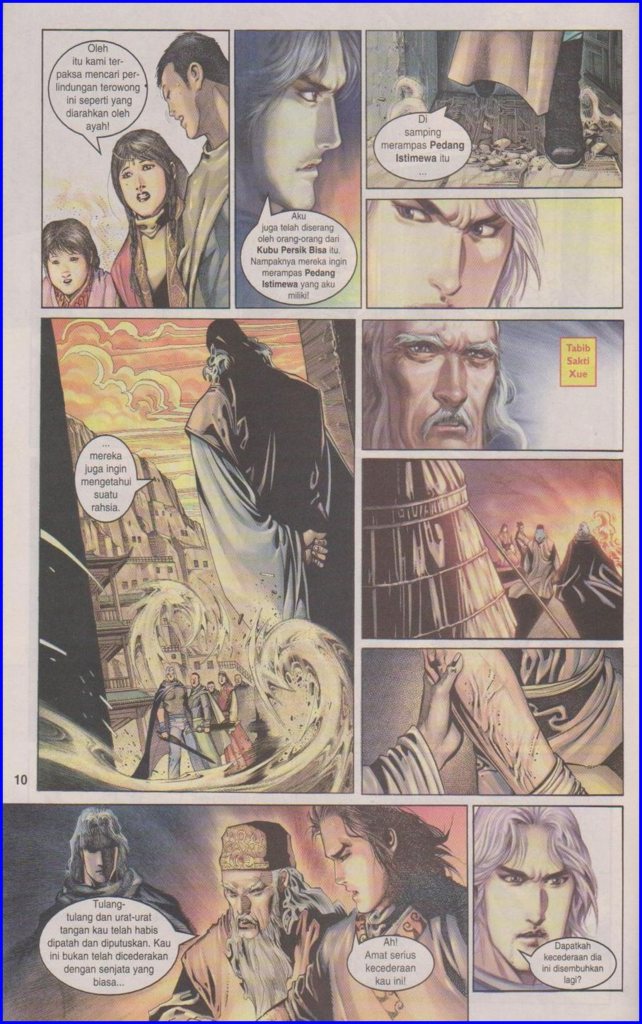 Oleh
itu kami ter-
paksa mencari per-
lindungan terowong
ini seperti yang
diarahkan oleh
ayah!
Aku
juga telah diserang
oleh orang-orang dari
Kubu Persik Bisa itu.
Nampaknya mereka ingin
merampas Pedang
Istimewa yang aku
miliki!
Di
samping
merampas Pedang
Istimewa itu
...
...
mereka
juga ingin
mengetahui
suatu
rahsia.
Tabib
Sakti
Xue
10
Tulang-
tulang dan urat-urat
tangan kau telah habis
dipatah dan diputuskan. Kau
ini bukan telah dicederakan
dengan senjata yang
biasa...
Ah!
Amat serius
kecederaan
kau ini!
Dapatkah
kecederaan dia
ini disembuhkan
lagi?